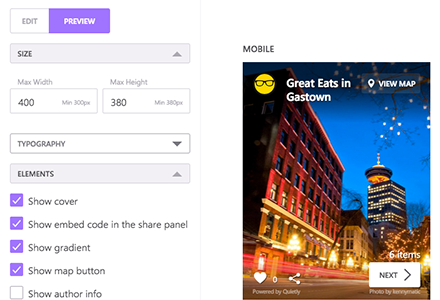 EDIT
PREVIEW
SIZE
Max Width
Max Height
400
Min 300px
380
Min 380px
TYPOGRAPHY
ELEMENTS
Show cover
Show embed code in the share panel
Show gradient
Show map button
Show author info
MOBILE
Great Eats in
Gastown
VIEW MAP
6 items
0
NEXT
Powered by Quietly
Photo by kennymatic